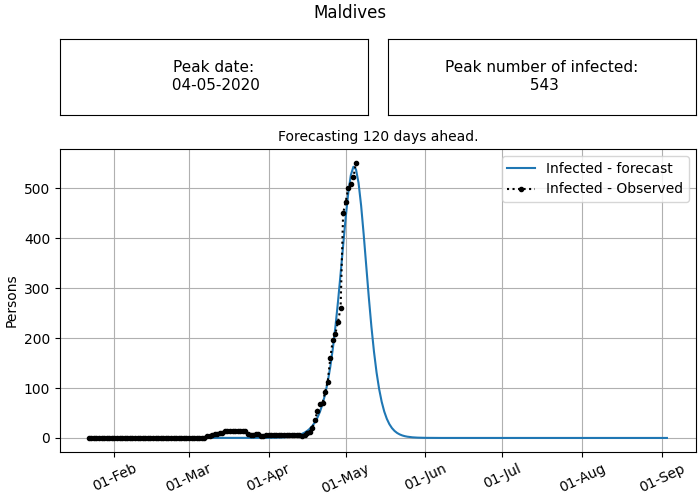 Maldives
Peak date:
04-05-2020
Peak number of infected:
543
Forecasting 120 days ahead.
Infected - forecast
Infected - Observed
Persons
500
400
300
200
100
0
01-Feb
01-Mar
01-Apr
01-May
01-Jun
01-Jul
01-Aug
01-Sep